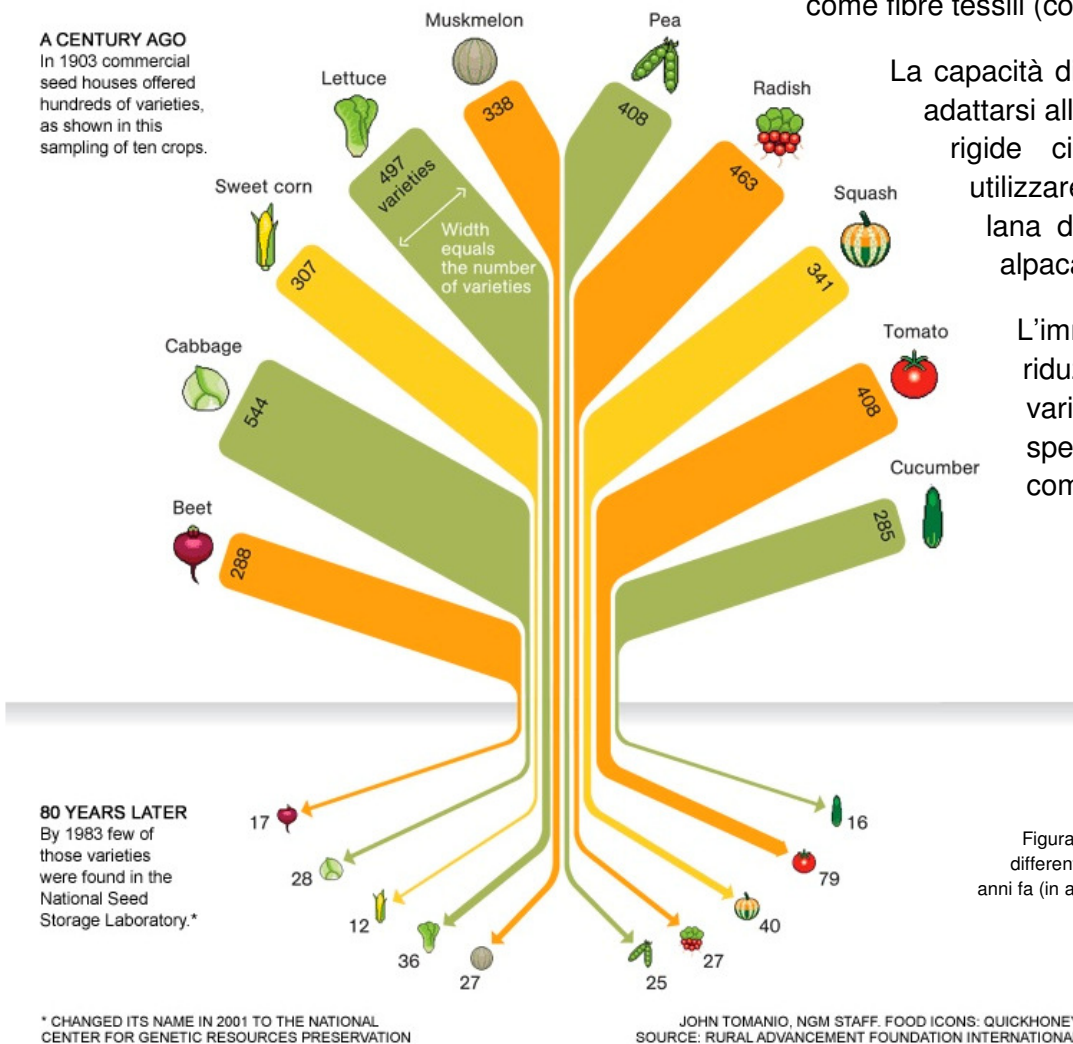 Muskmelon
Pea
come fibre tessili (co
A CENTURY AGO
In 1903 commercial
seed houses offered
hundreds of varieties,
as shown in this
sampling of ten crops.
Lettuce
338
408
Radish
La capacità d
adattarsi all
rigide ci
utilizzare
lana d
alpaca
Sweet corn
497
varieties
Width
equals
the number
of varieties
463
Squash
307
341
Cabbage
Tomato
L'im
riduz
vari
spe
com
544
408
Cucumber
Beet
285
288
80 YEARS LATER
By 1983 few of
those varieties
were found in the
National Seed
Storage Laboratory.*
17
28
12
36
27
25
27
40
79
16
Figura
different
anni fa (in a
* CHANGED ITS NAME IN 2001 TO THE NATIONAL
CENTER FOR GENETIC RESOURCES PRESERVATION
JOHN TOMANIO, NGM STAFF. FOOD ICONS: QUICKHONEY
SOURCE: RURAL ADVANCEMENT FOUNDATION INTERNATIONAL